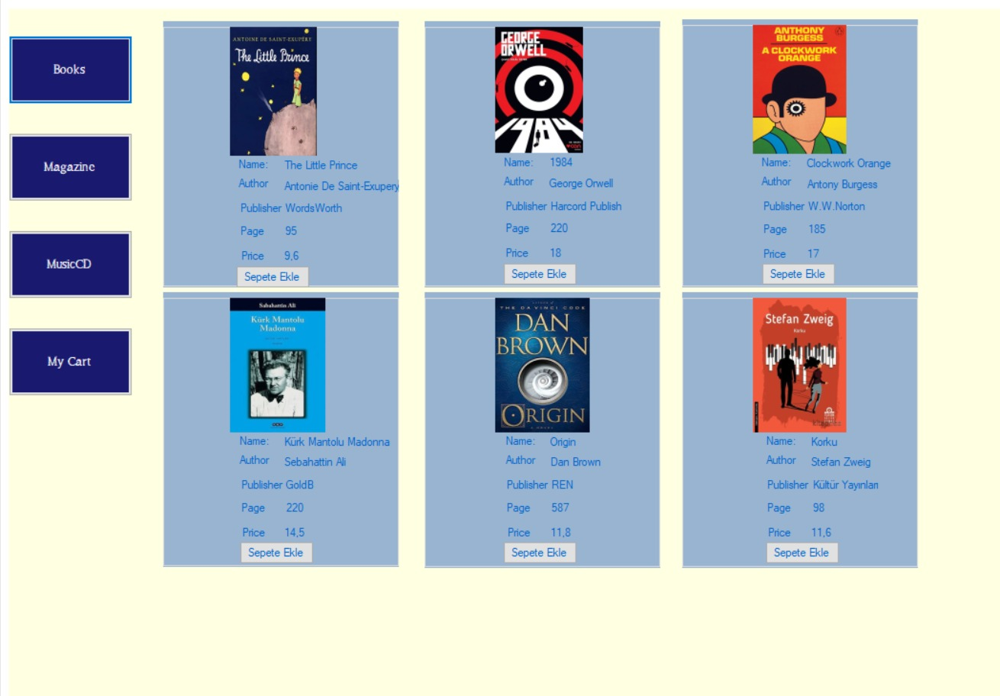 Books
Magazine
MusicCD
My Cart
ANTOINE DE SAINT-EXUPÉRY
The Little Prince
Name: The Little Prince
Author Antonie De Saint-Exupery
Publisher WordsWorth
Page 95
Price 9,6
Sepete Ekle
GEORGE
ORWELL
1984
Name: 1984
Author George Orwell
Publisher Harcord Publish
Page 220
Price 18
Sepete Ekle
ANTHONY
BURGESS
A CLOCKWORK
ORANGE
Name: Clockwork Orange
Author Antony Burgess
Publisher W.W.Norton
Page 185
Price 17
Sepete Ekle
Sabahattin Ali
Kürk Mantolu
Madonna
Name: Kürk Mantolu Madonna
Author Sebahattin Ali
Publisher GoldB
Page 220
Price 14,5
Sepete Ekle
THE DA VINCI CODE
DAN
BROWN
ORIGIN
A NOVEL
Name: Origin
Author Dan Brown
Publisher REN
Page 587
Price 11,8
Sepete Ekle
Stefan Zweig
Korku
Name: Korku
Author Stefan Zweig
Publisher Kültür Yayınları
Page 98
Price 11,6
Sepete Ekle